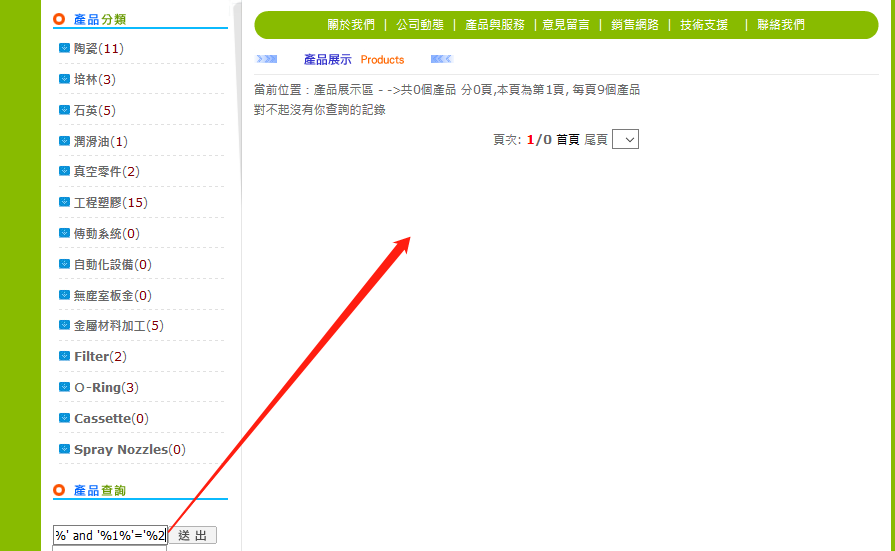 產品分類
陶瓷(11)
培林(3)
石英(5)
潤滑油(1)
真空零件(2)
工程塑膠(15)
傳動系統(0)
自動化設備(0)
無塵室板金(0)
金屬材料加工(5)
Filter(2)
O-Ring(3)
Cassette(0)
Spray Nozzles(0)
產品查詢
%' and '%1%'='%2 送 出
關於我們 | 公司動態 | 產品與服務 | 意見留言 | 銷售網路 | 技術支援 | 聯絡我們
產品展示 Products
當前位置：產品展示區 - ->共0個產品 分0頁,本頁為第1頁, 每頁9個產品
對不起沒有你查詢的記錄
頁次: 1/0 首頁 尾頁